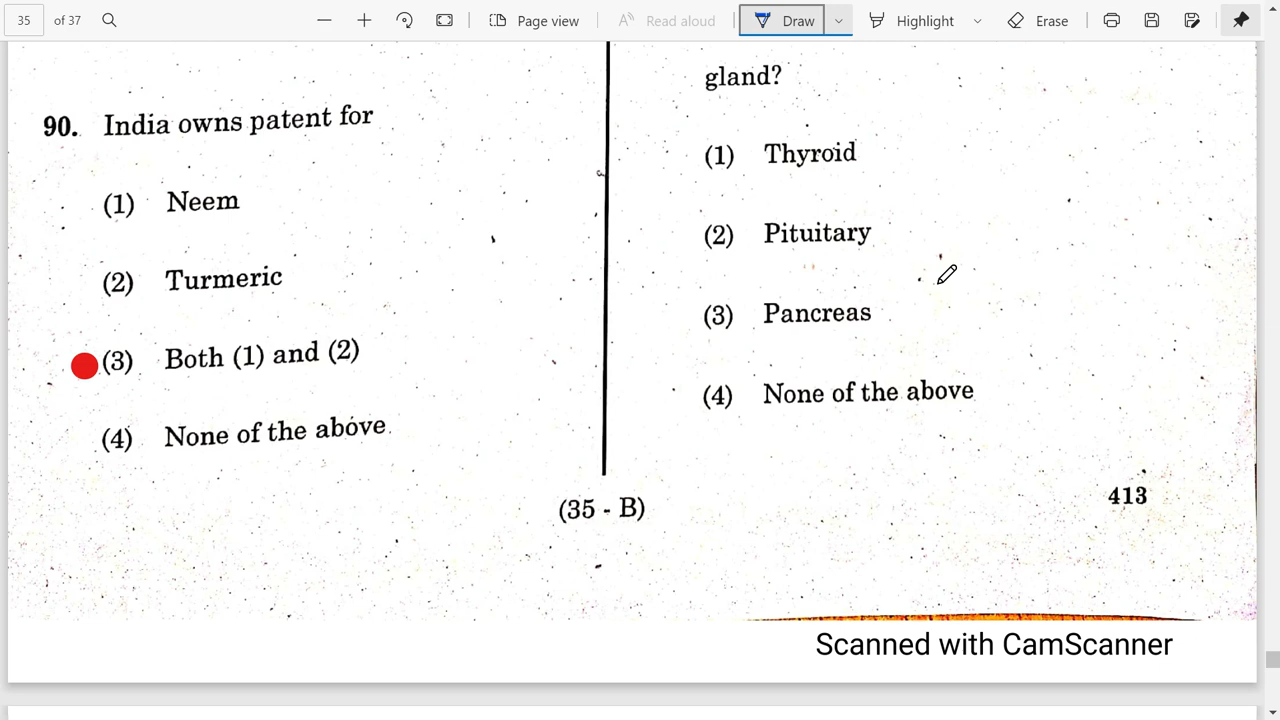 35 of 37
Page view
Read aloud
Draw
Highlight
Erase
90. India owns patent for
(1) Neem
(2) Turmeric
(3) Both (1) and (2)
(4) None of the above
gland?
(1) Thyroid
(2) Pituitary
(3) Pancreas
(4) None of the above
(35 - B)
413
Scanned with CamScanner